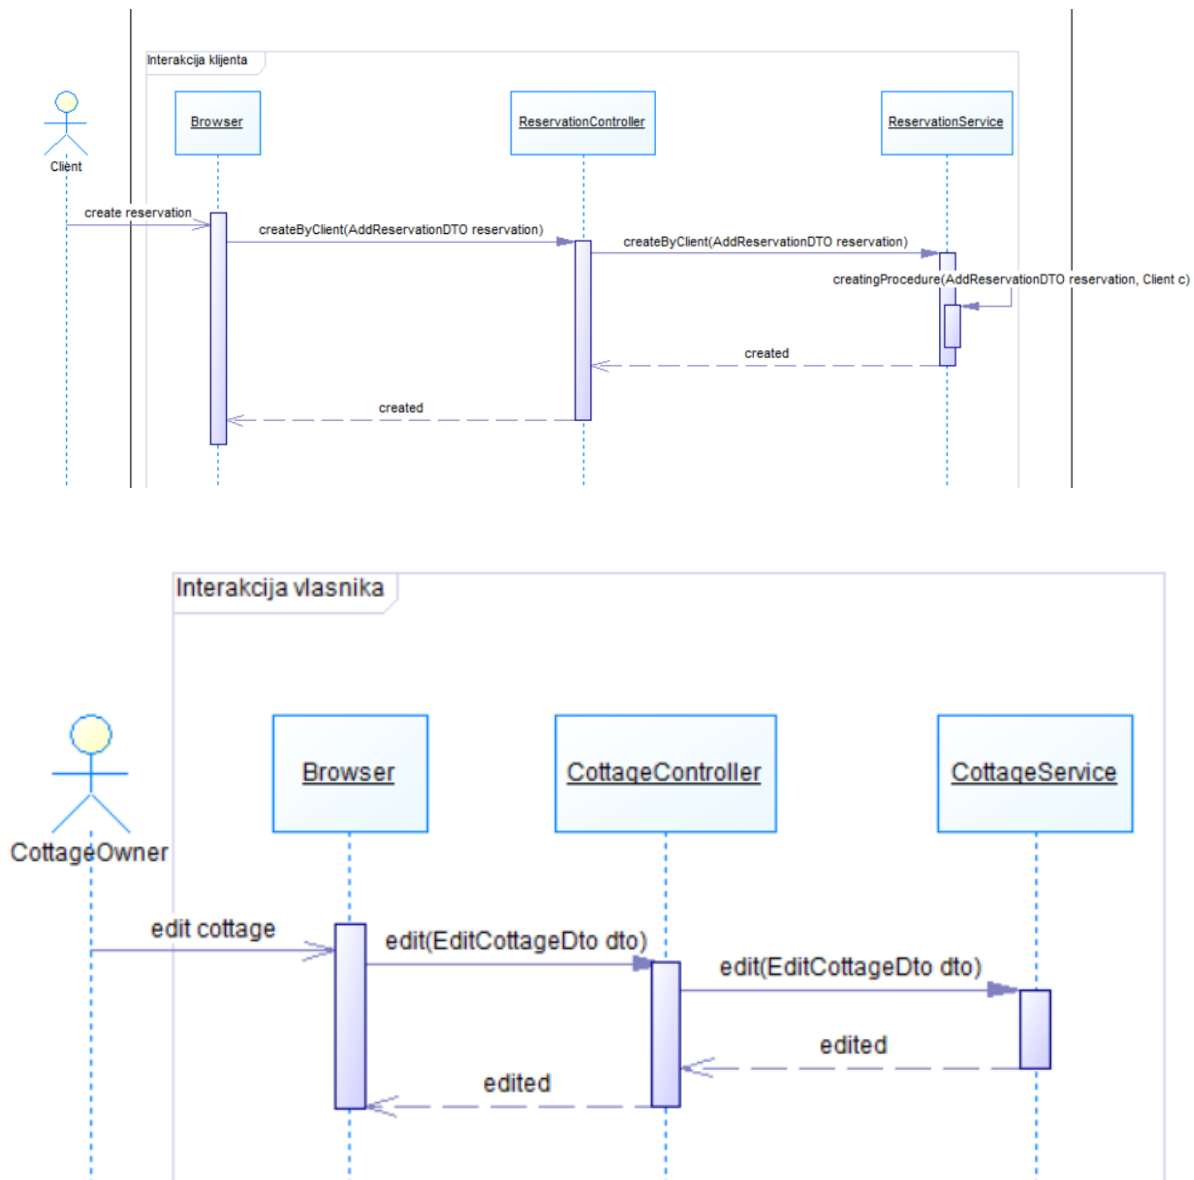 Interakcija klijenta
Client
Browser
ReservationController
ReservationService
create reservation
createByClient(AddReservationDTO reservation)
createByClient(AddReservationDTO reservation)
creatingProcedure(AddReservationDTO reservation, Client c)
created
created
Interakcija vlasnika
CottageOwner
Browser
CottageController
CottageService
edit cottage
edit(EditCottageDto dto)
edit(EditCottageDto dto)
edited
edited